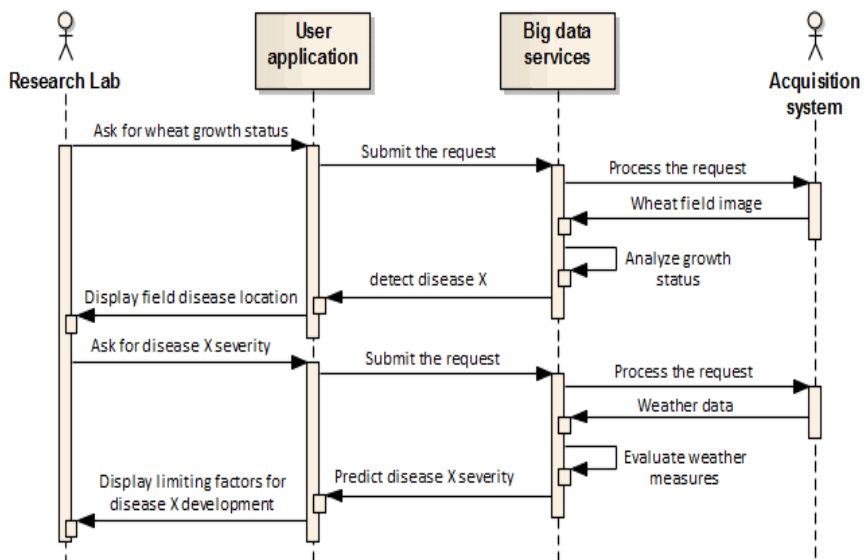 Research Lab
User
application
Big data
services
Acquisition
system
Ask for wheat growth status
Submit the request
Process the request
Wheat field image
Analyze growth
status
detect disease X
Display field disease location
Ask for disease X severity
Submit the request
Process the request
Weather data
Evaluate weather
measures
Predict disease X severity
Display limiting factors for
disease X development